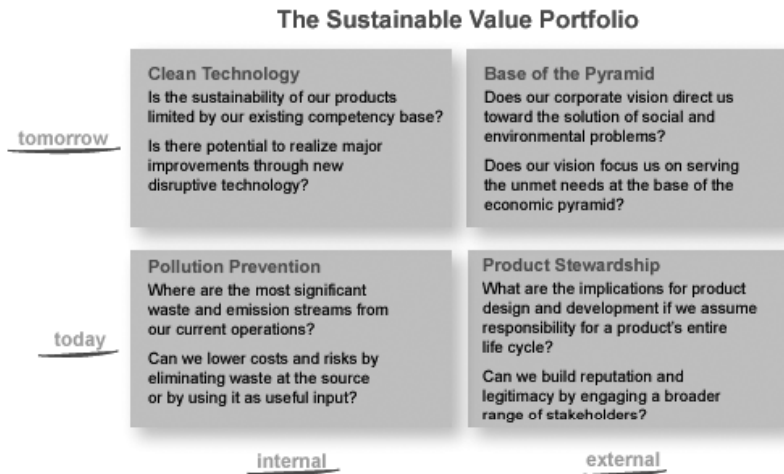 The Sustainable Value Portfolio
tomorrow
Clean Technology
Is the sustainability of our products
limited by our existing competency base?
Is there potential to realize major
improvements through new
disruptive technology?
Base of the Pyramid
Does our corporate vision direct us
toward the solution of social and
environmental problems?
Does our vision focus us on serving
the unmet needs at the base of the
economic pyramid?
today
Pollution Prevention
Where are the most significant
waste and emission streams from
our current operations?
Can we lower costs and risks by
eliminating waste at the source
or by using it as useful input?
Product Stewardship
What are the implications for product
design and development if we assume
responsibility for a product's entire
life cycle?
Can we build reputation and
legitimacy by engaging a broader
range of stakeholders?
internal
external